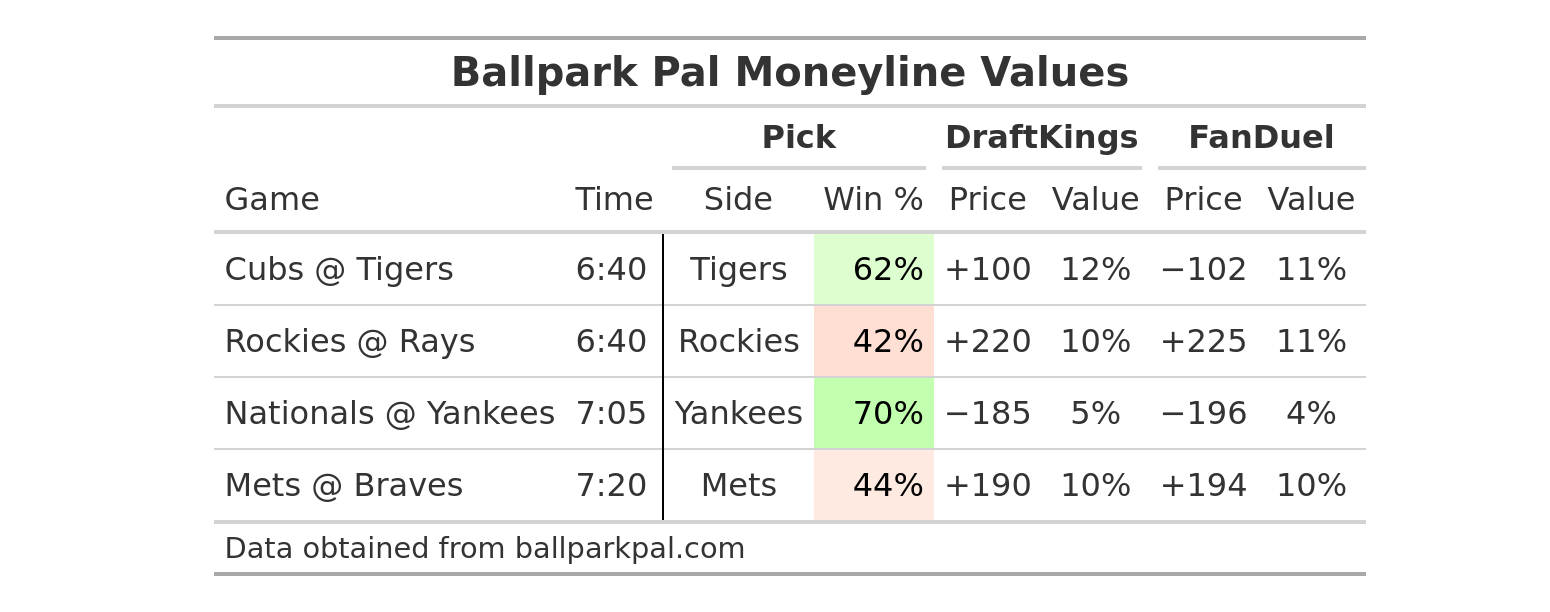 Ballpark Pal Moneyline Values
Pick DraftKings FanDuel
Game Time Side Win % Price Value Price Value
Cubs @ Tigers 6:40 Tigers 62% +100 12% −102 11%
Rockies @ Rays 6:40 Rockies 42% +220 10% +225 11%
Nationals @ Yankees 7:05 Yankees 70% −185 5% −196 4%
Mets @ Braves 7:20 Mets 44% +190 10% +194 10%
Data obtained from ballparkpal.com